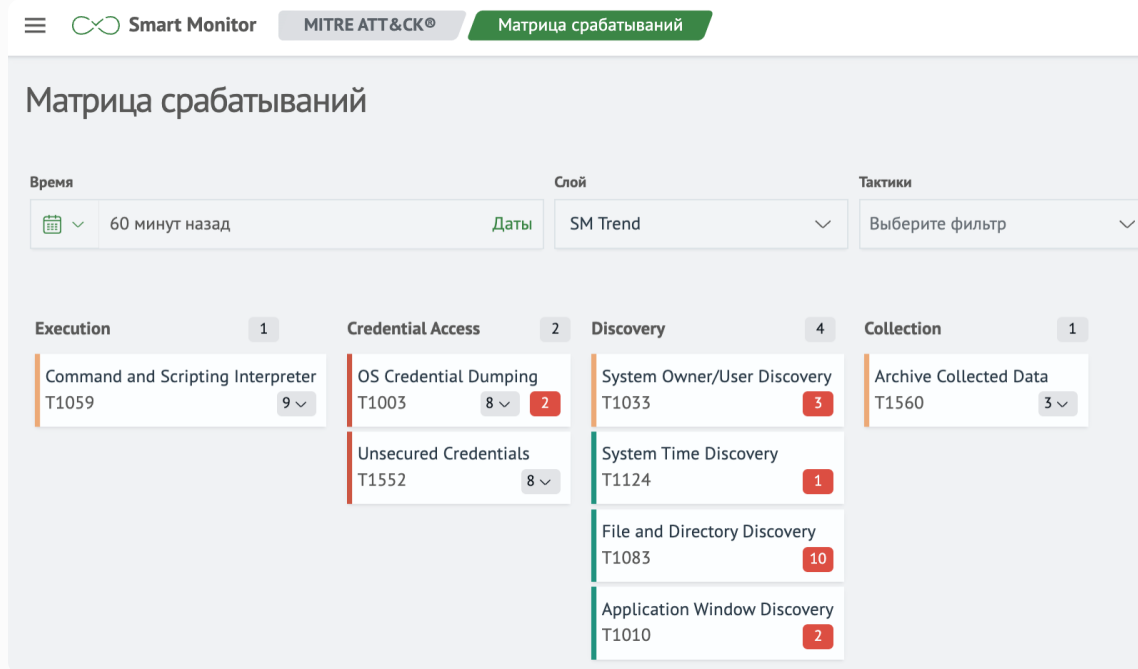 Smart Monitor MITRE ATT&CK® Матрица срабатываний
Матрица срабатываний
Время Слой Тактики
60 минут назад Даты SM Trend Выберите фильтр
Execution 1 Credential Access 2 Discovery 4 Collection 1
Command and Scripting Interpreter
T1059 9
OS Credential Dumping
T1003 8 2
Unsecured Credentials
T1552 8
System Owner/User Discovery
T1033 3
System Time Discovery
T1124 1
File and Directory Discovery
T1083 10
Application Window Discovery
T1010 2
Archive Collected Data
T1560 3